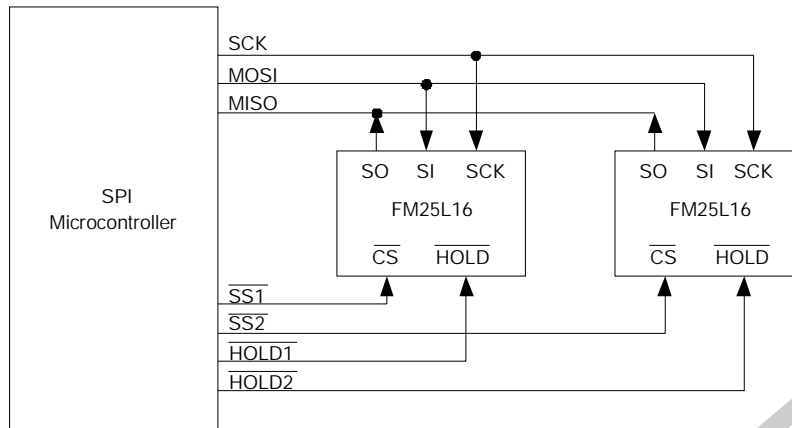 SCK
MOSI
MISO
SO SI SCK
SO SI SCK
SPI
Microcontroller
FM25L16
FM25L16
CS HOLD
CS HOLD
SS1
SS2
HOLD1
HOLD2